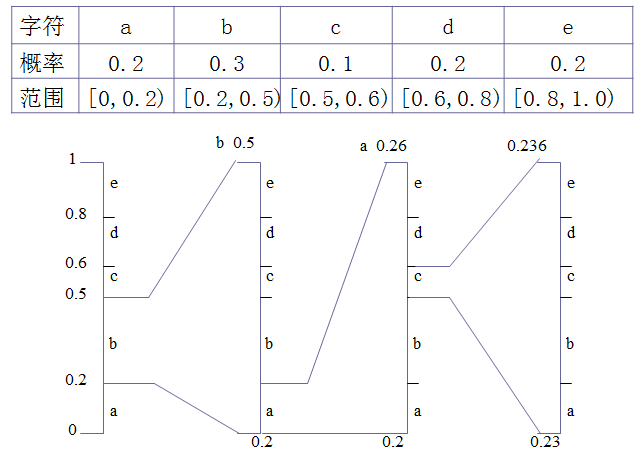 字符 a b c d e
概率 0.2 0.3 0.1 0.2 0.2
范围 [0,0.2) [0.2,0.5) [0.5,0.6) [0.6,0.8) [0.8,1.0)
b 0.5 a 0.26 0.236
1
e e e e
0.8
d d d d
0.6
c c c c
0.5
b b b b
0.2
a a a a
0
0.2 0.2 0.23